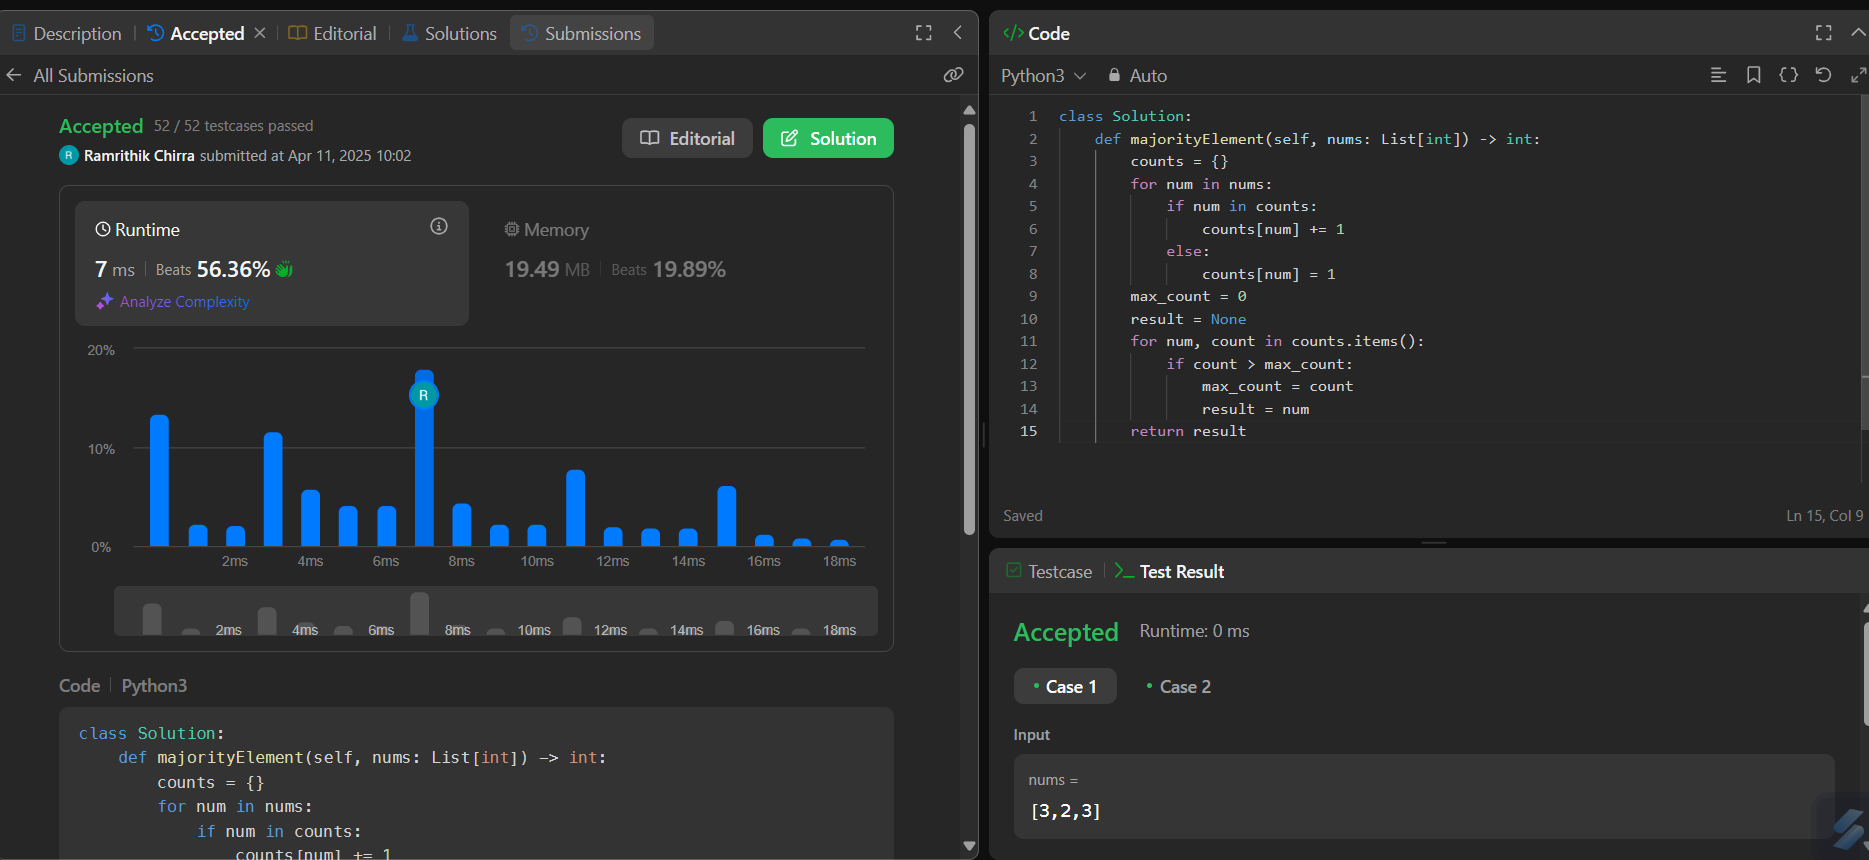 Description
Accepted
Editorial
Solutions
Submissions
All Submissions
Accepted 52 / 52 testcases passed
R Ramrithik Chirra submitted at Apr 11, 2025 10:02
Editorial
Solution
Runtime
7 ms Beats 56.36%
Analyze Complexity
Memory
19.49 MB Beats 19.89%
20%
10%
0%
R
2ms 4ms 6ms 8ms 10ms 12ms 14ms 16ms 18ms
2ms 4ms 6ms 8ms 10ms 12ms 14ms 16ms 18ms
Code Python3
class Solution:
    def majorityElement(self, nums: List[int]) -> int:
        counts = {}
        for num in nums:
            if num in counts:
                counts[num] += 1
</> Code
Python3 Auto
1 class Solution:
2     def majorityElement(self, nums: List[int]) -> int:
3         counts = {}
4         for num in nums:
5             if num in counts:
6                 counts[num] += 1
7             else:
8                 counts[num] = 1
9         max_count = 0
10         result = None
11         for num, count in counts.items():
12             if count > max_count:
13                 max_count = count
14                 result = num
15         return result
Saved
Ln 15, Col 9
Testcase
Test Result
Accepted Runtime: 0 ms
Case 1
Case 2
Input
nums =
[3,2,3]